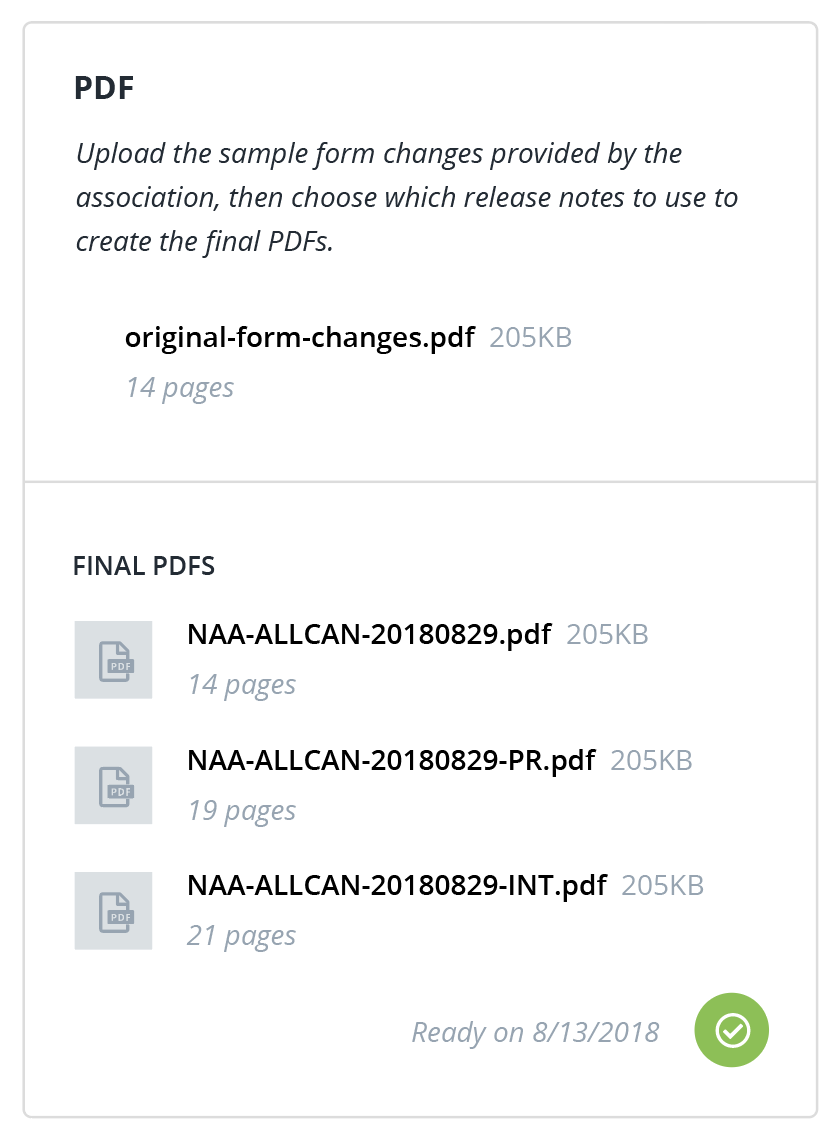 PDF
Upload the sample form changes provided by the
association, then choose which release notes to use to
create the final PDFs.
original-form-changes.pdf 205KB
14 pages
FINAL PDFS
NAA-ALLCAN-20180829.pdf 205KB
PDF
14 pages
NAA-ALLCAN-20180829-PR.pdf 205KB
PDF
19 pages
NAA-ALLCAN-20180829-INT.pdf 205KB
PDF
21 pages
Ready on 8/13/2018